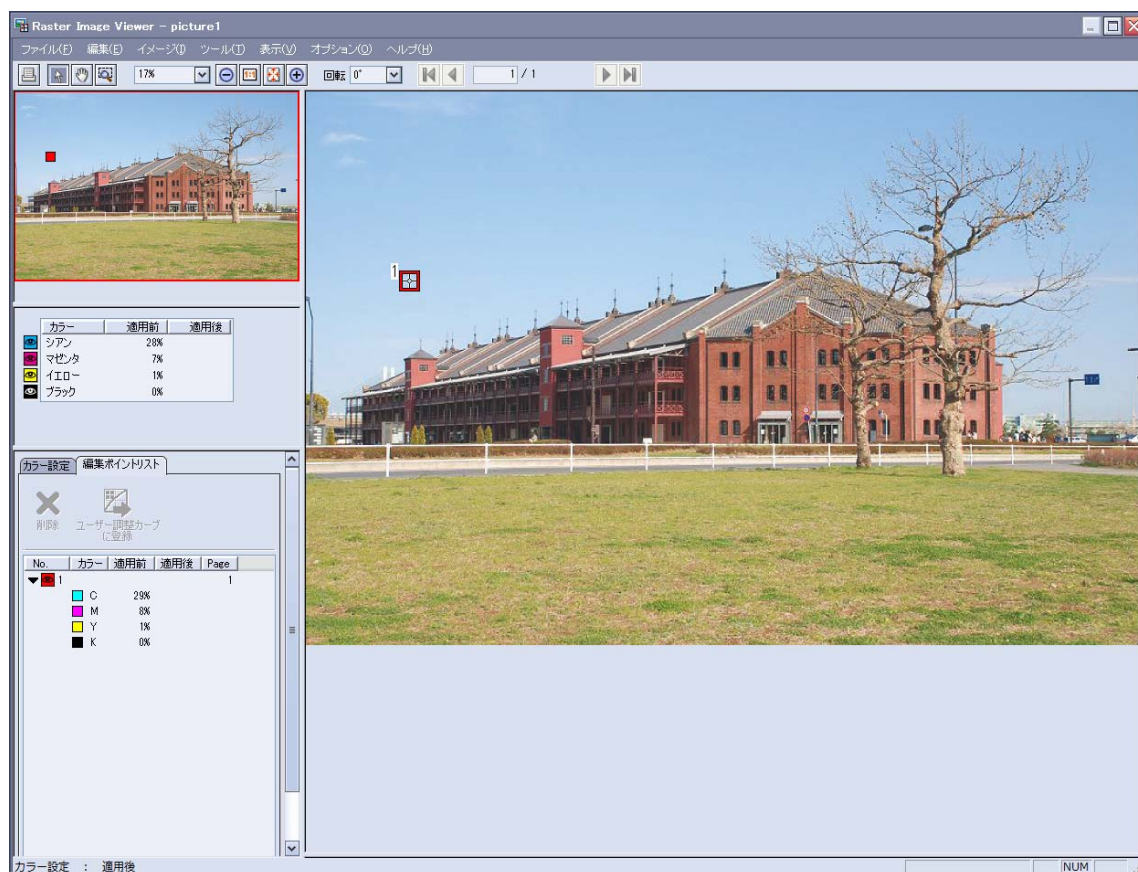 Raster Image Viewer - picture1
ファイル(F) 編集(E) イメージ(I) ツール(T) 表示(V) オプション(O) ヘルプ(H)
17% 1:1 回転 0° 1 / 1
1
カラー 適用前 適用後
シアン 28%
マゼンタ 7%
イエロー 1%
ブラック 0%
カラー設定 編集ポイントリスト
削除 ユーザー調整カーブ
に登録
No. カラー 適用前 適用後 Page
1 1
C 29%
M 8%
Y 1%
K 0%
カラー設定 : 適用後 NUM